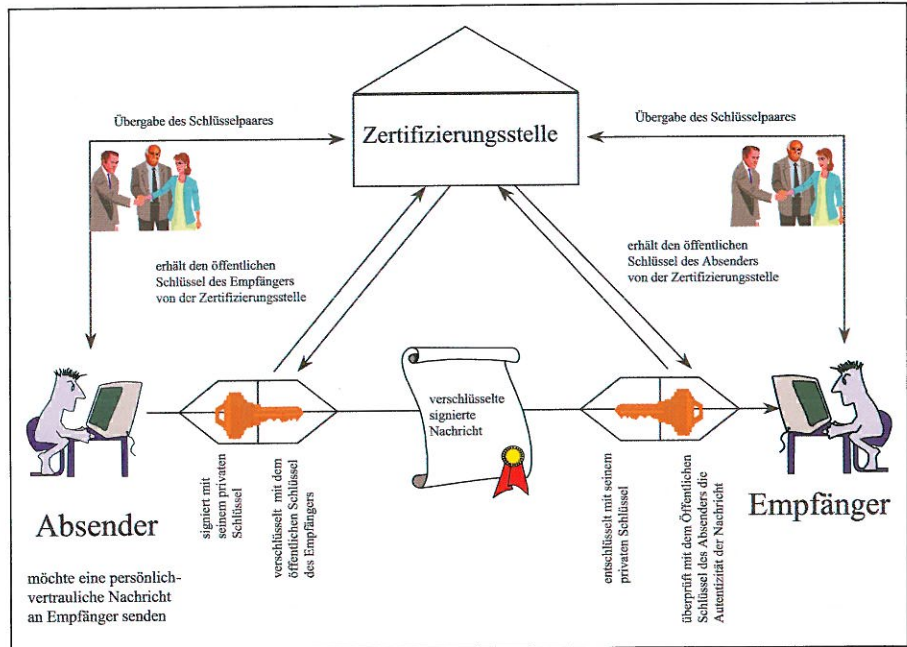 Übergabe des Schlüsselpaares
Zertifizierungsstelle
Übergabe des Schlüsselpaares
erhält den öffentlichen
Schlüssel des Empfängers
von der Zertifizierungsstelle
erhält den öffentlichen
Schlüssel des Absenders
von der Zertifizierungsstelle
verschlüsselte
signierte
Nachricht
Absender
möchte eine persönlich-
vertrauliche Nachricht
an Empfänger senden
signiert mit
seinem privaten
Schlüssel
verschlüsselt mit dem
öffentlichen Schlüssel
des Empfängers
entschlüsselt mit seinem
privaten Schlüssel
überprüft mit dem Öffentlichen
Schlüssel des Absenders die
Autentizität der Nachricht
Empfänger